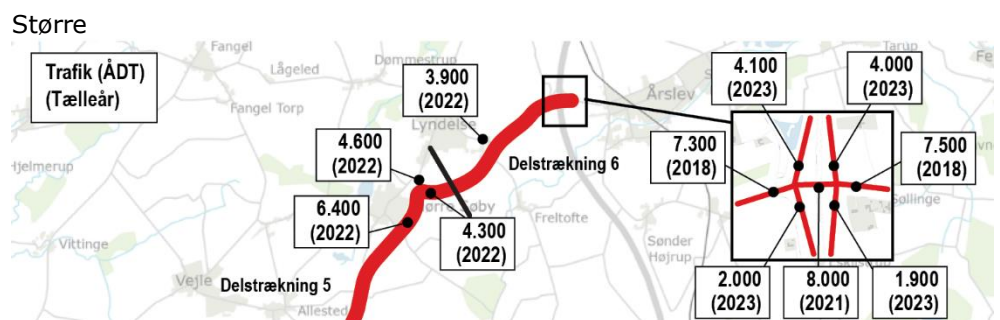 Større
Trafik (ÅDT)
(Tælleår)
Fangel
Lågeled
Dømmestrup
Fangel Torp
Hjelmerup
3.900
(2022)
Lyndelse
4.600
(2022)
6.400
(2022)
4.300
(2022)
Delstrækning 6
Delstrækning 5
Årslev
Tarup
Freltofte
Sønder
Højrup
Sollinge
Vittinge
Vejle
Allested
4.100
(2023)
4.000
(2023)
7.300
(2018)
7.500
(2018)
2.000
(2023)
8.000
(2021)
1.900
(2023)